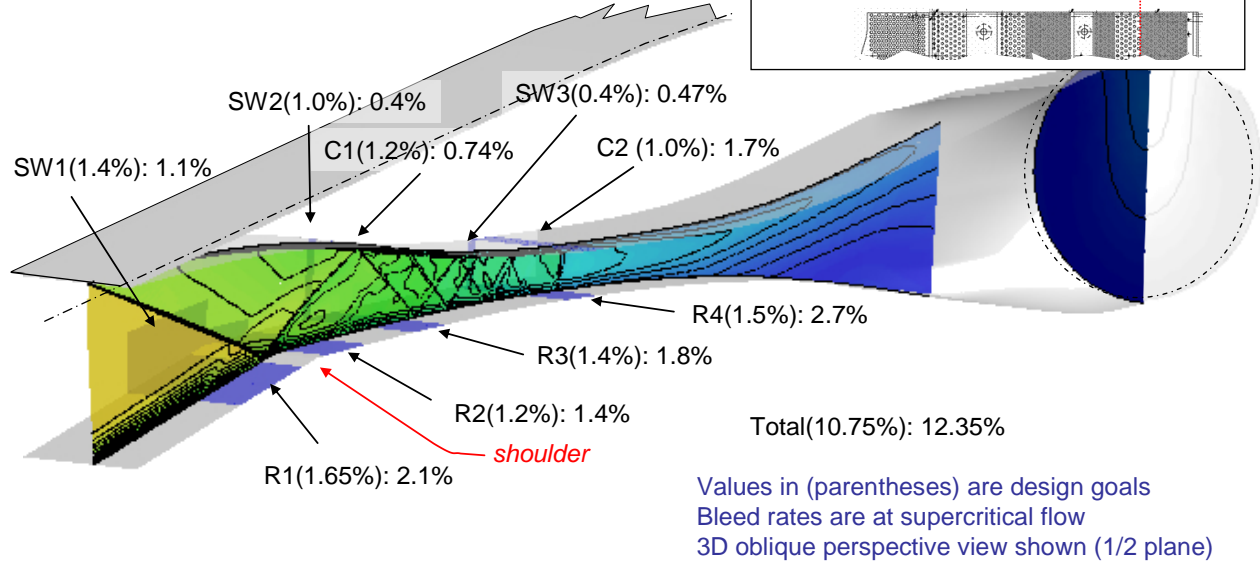 SW2(1.0%): 0.4%
SW3(0.4%): 0.47%
C1(1.2%): 0.74%
C2 (1.0%): 1.7%
SW1(1.4%): 1.1%
R4(1.5%): 2.7%
R3(1.4%): 1.8%
R2(1.2%): 1.4%
Total(10.75%): 12.35%
shoulder
R1(1.65%): 2.1%
Values in (parentheses) are design goals
Bleed rates are at supercritical flow
3D oblique perspective view shown (1/2 plane)